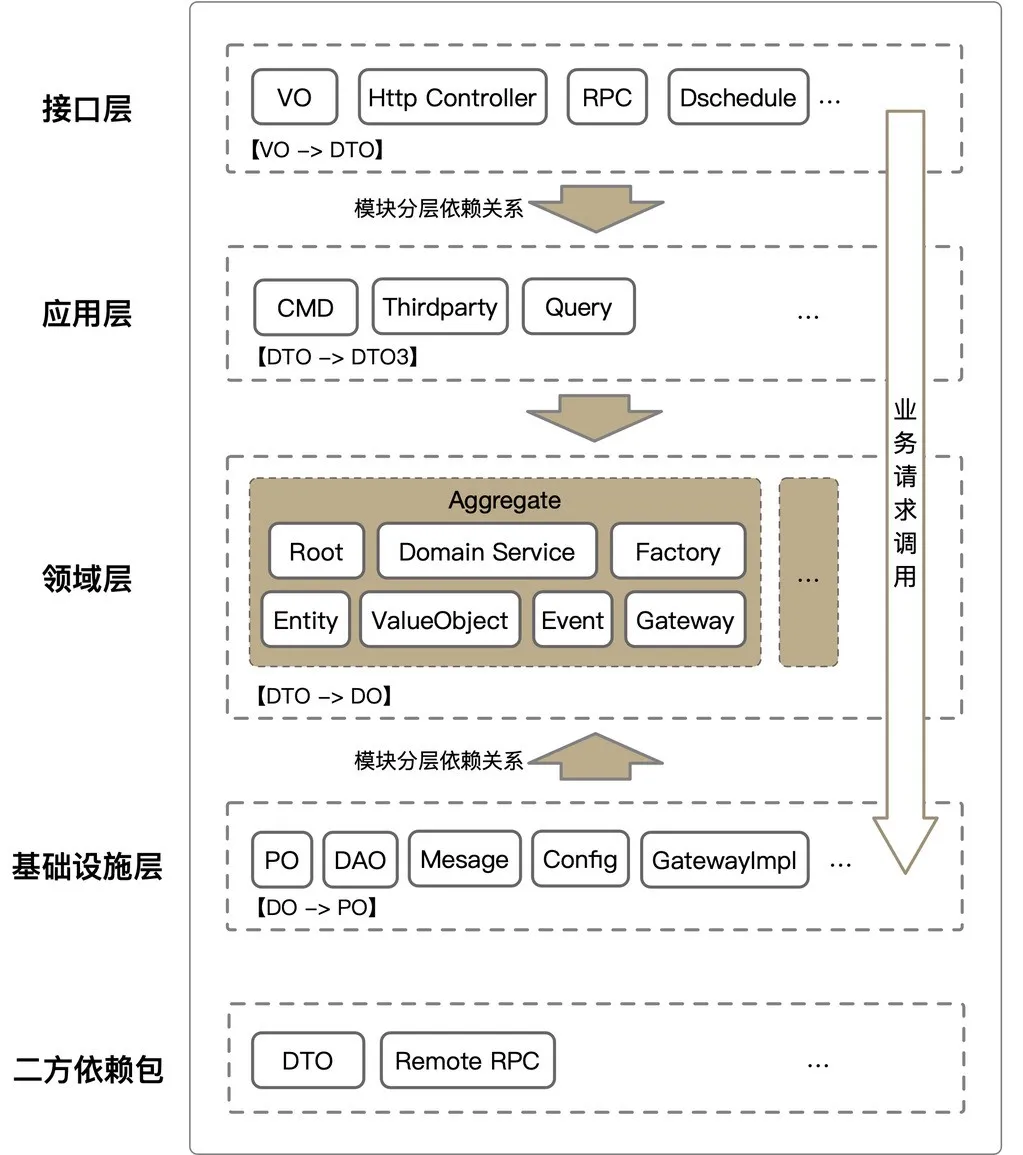 接口层
VO
Http Controller
RPC
Dschedule
...
【VO -> DTO】
模块分层依赖关系
应用层
CMD
Thirdparty
Query
...
【DTO -> DTO3】
业务请求调用
领域层
Aggregate
Root
Domain Service
Factory
...
Entity
ValueObject
Event
Gateway
【DTO -> DO】
模块分层依赖关系
基础设施层
PO
DAO
Mesage
Config
GatewayImpl
...
【DO -> PO】
二方依赖包
DTO
Remote RPC
...